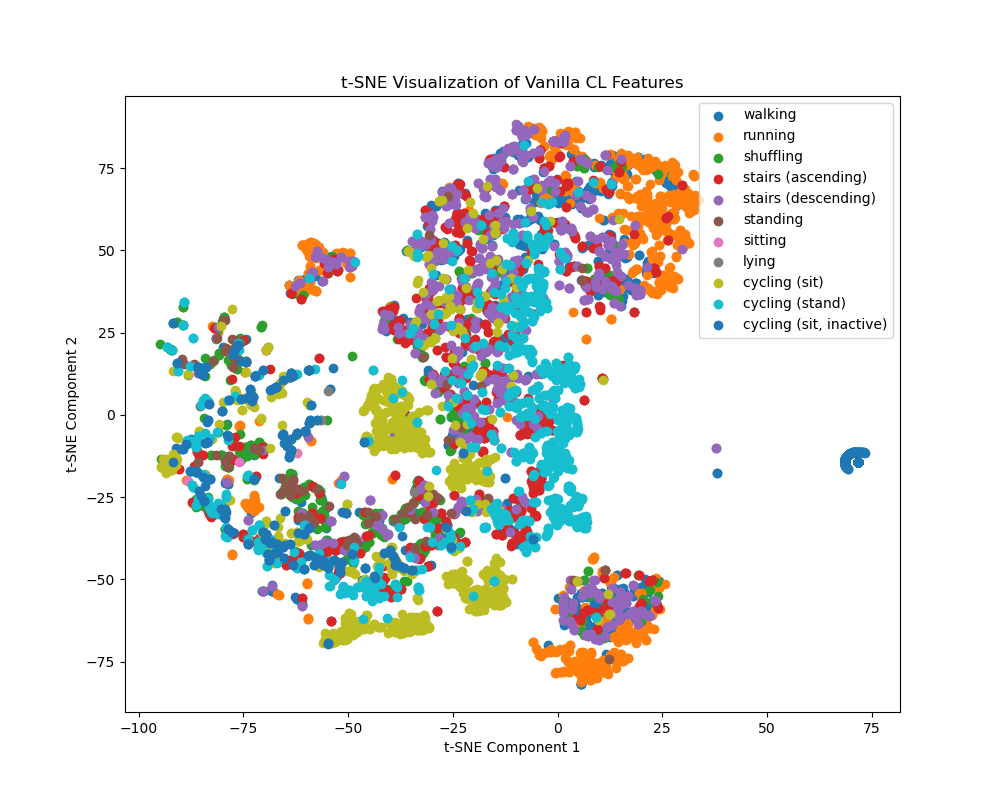 t-SNE Visualization of Vanilla CL Features
walking
running
shuffling
stairs (ascending)
stairs (descending)
standing
sitting
lying
cycling (sit)
cycling (stand)
cycling (sit, inactive)
t-SNE Component 2
75
50
25
0
−25
−50
−75
−100
−75
−50
−25
0
25
50
75
t-SNE Component 1